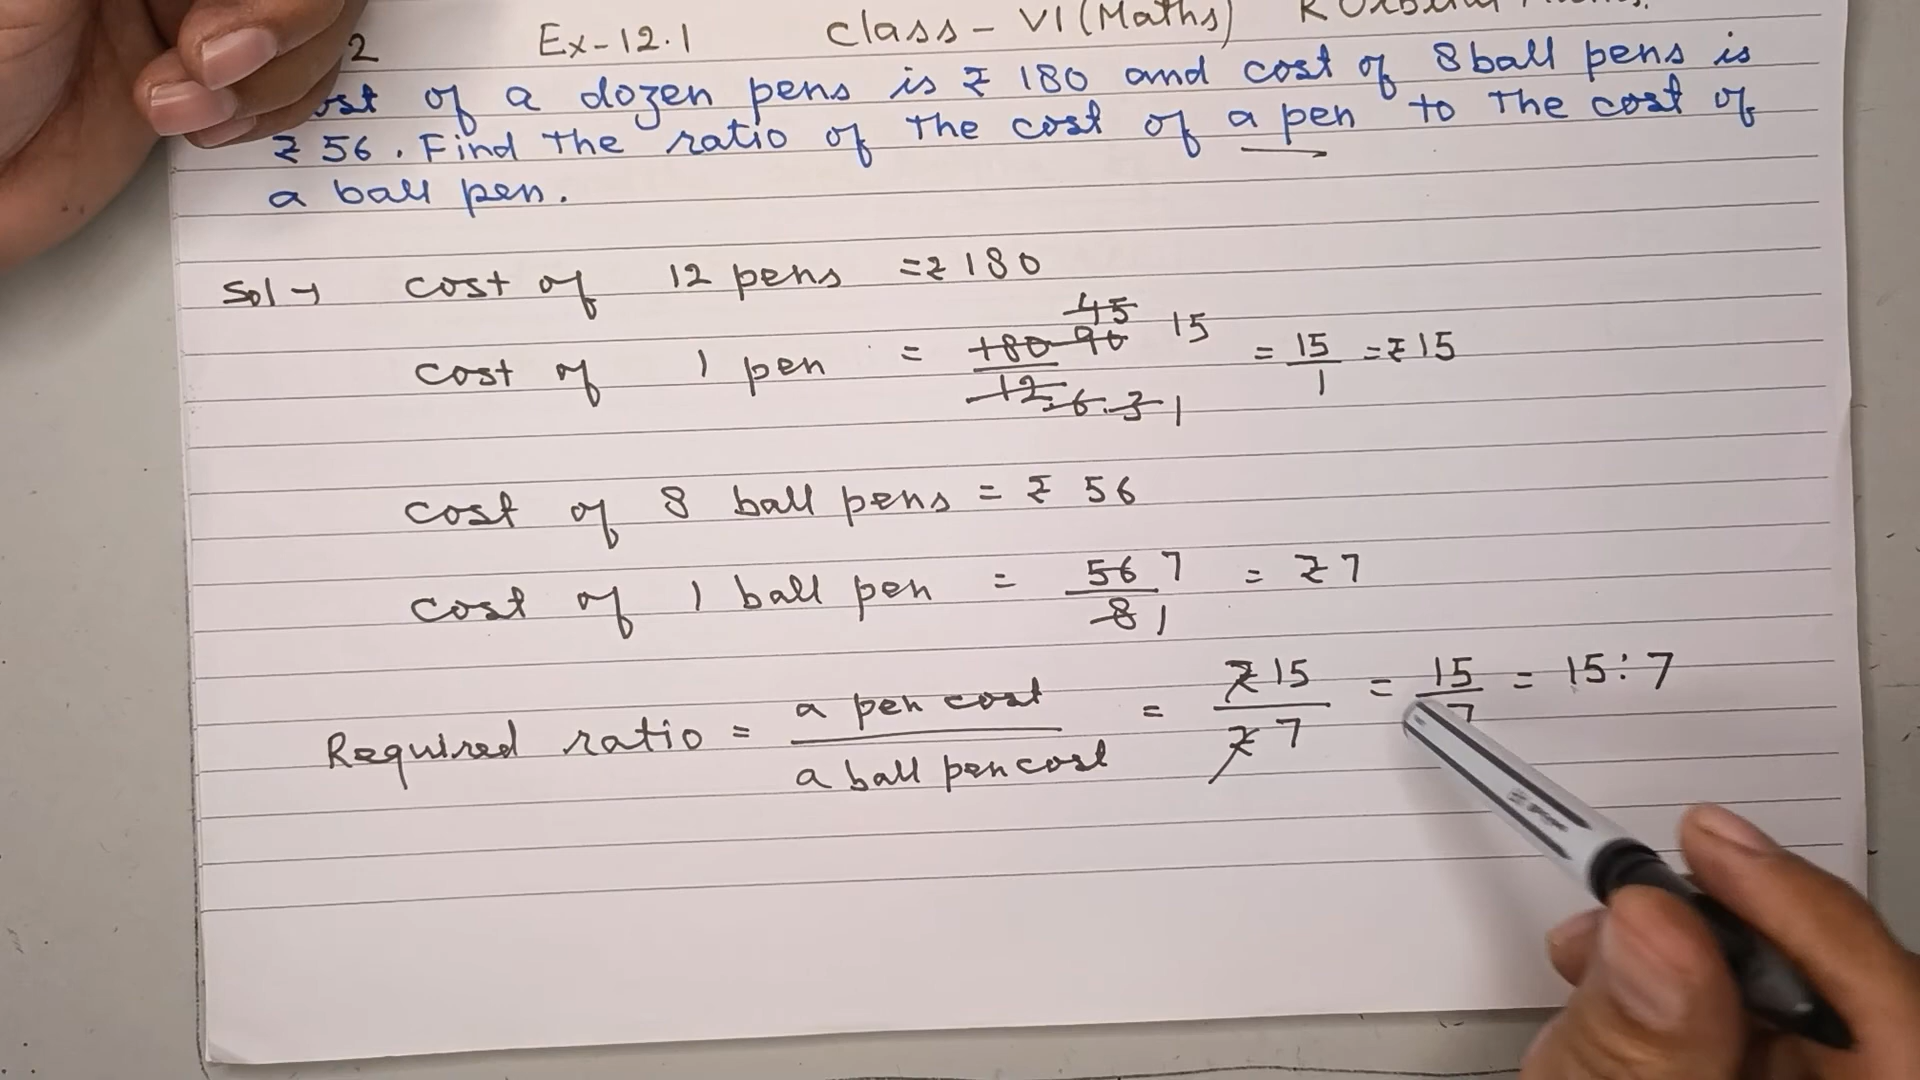 2 Ex-12.1 Class - VI (Maths)
of a dozen pens is ₹ 180 and cost of 8 ball pens is
₹ 56. Find the ratio of the cost of a pen to the cost of
a ball pen.
Sol → cost of 12 pens = ₹ 180
45
cost of 1 pen = 180 90 15 = 15 = ₹ 15
12 6 3 1 1
cost of 8 ball pens = ₹ 56
cost of 1 ball pen = 56 7 = ₹ 7
8 1
Required ratio = a pen cost = ₹ 15 = 15 = 15 : 7
a ball pen cost ₹ 7 7